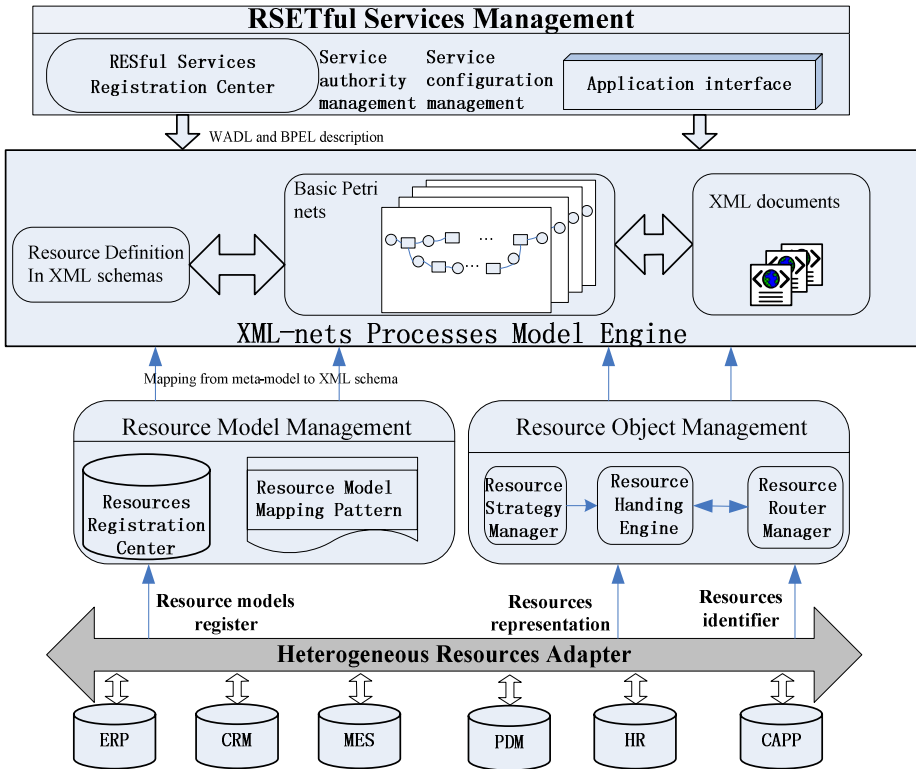 RSETful Services Management
RESful Services
Registration Center
Service
authority
management
Service
configuration
management
Application interface
WADL and BPEL description
Basic Petri
nets
XML documents
Resource Definition
In XML schemas
...
...
XML-nets Processes Model Engine
Mapping from meta-model to XML schema
Resource Model Management
Resource Object Management
Resources
Registration
Center
Resource Model
Mapping Pattern
Resource
Strategy
Manager
Resource
Handing
Engine
Resource
Router
Manager
Resource models
register
Resources
representation
Resources
identifier
Heterogeneous Resources Adapter
ERP
CRM
MES
PDM
HR
CAPP